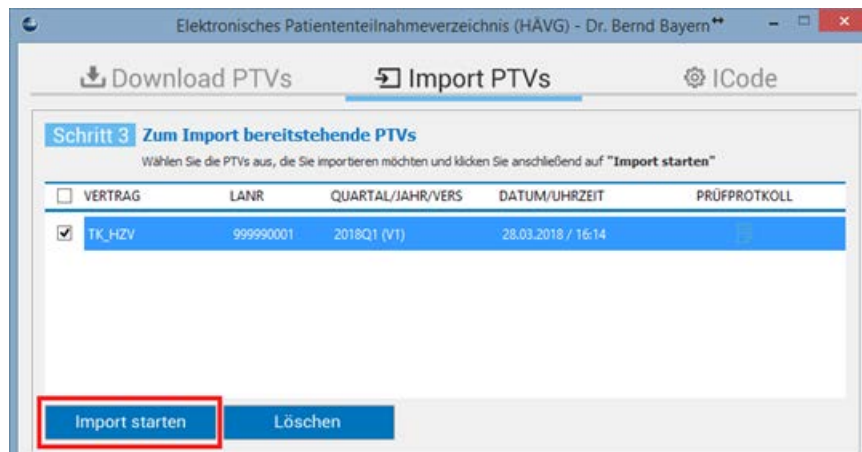 Elektronisches Patiententeilnahmeverzeichnis (HÄVG) - Dr. Bernd Bayern
Download PTVs Import PTVs ICode
Schritt 3 Zum Import bereitstehende PTVs
Wählen Sie die PTVs aus, die Sie importieren möchten und klicken Sie anschließend auf "Import starten"
VERTRAG LANR QUARTAL/JAHR/VERS DATUM/UHRZEIT PRÜFPROTKOLL
TK_HZV 999990001 2018Q1 (V1) 28.03.2018 / 16:14
Import starten Löschen